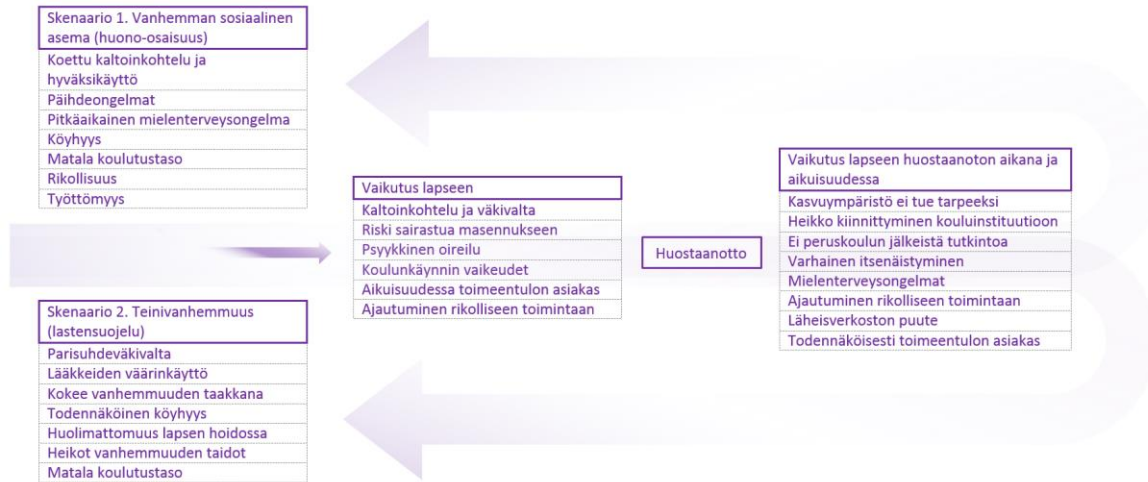 Skenaario 1. Vanhemman sosiaalinen
asema (huono-osaisuus)
Koettu kaltoinkohtelu ja
hyväksikäyttö
Päihdeongelmat
Pitkäaikainen mielenterveysongelma
Köyhyys
Matala koulutustaso
Rikollisuus
Työttömyys
Skenaario 2. Teinivanhemmuus
(lastensuojelu)
Parisuhdeväkivalta
Lääkkeiden väärinkäyttö
Kokee vanhemmuuden taakkana
Todennäköinen köyhyys
Huolimattomuus lapsen hoidossa
Heikot vanhemmuuden taidot
Matala koulutustaso
Vaikutus lapseen
Kaltoinkohtelu ja väkivalta
Riski sairastua masennukseen
Psyykkinen oireilu
Koulunkäynnin vaikeudet
Aikuisuudessa toimeentulon asiakas
Ajautuminen rikolliseen toimintaan
Huostaanotto
Vaikutus lapseen huostaanoton aikana ja
aikuisuudessa
Kasvuympäristö ei tue tarpeeksi
Heikko kiinnittyminen kouluinstituutioon
Ei peruskoulun jälkeistä tutkintoa
Varhainen itsenäistyminen
Mielenterveysongelmat
Ajautuminen rikolliseen toimintaan
Läheisverkoston puute
Todennäköisesti toimeentulon asiakas